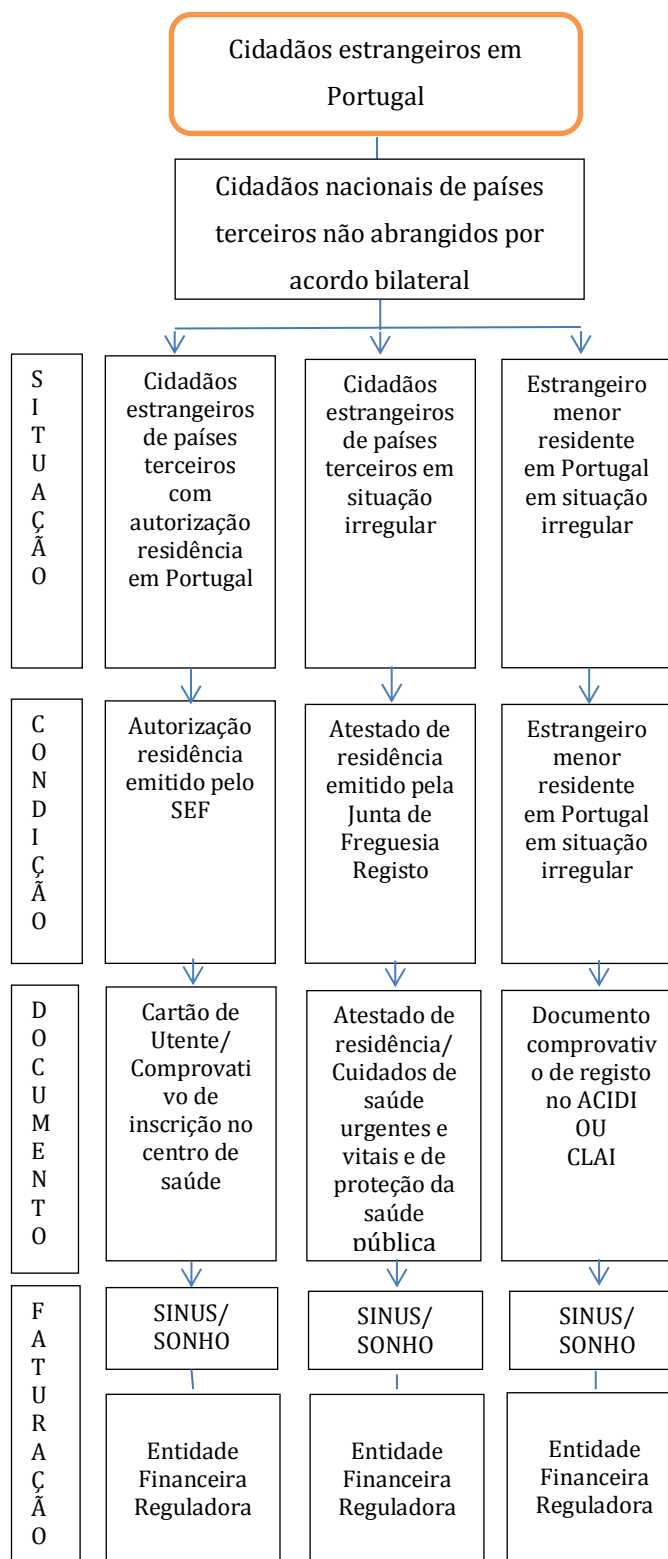 Cidadãos estrangeiros em
Portugal
Cidadãos nacionais de países
terceiros não abrangidos por
acordo bilateral
S
I
T
U
A
Ç
Ã
O
Cidadãos
estrangeiros
de países
terceiros
com
autorização
residência
em Portugal
Cidadãos
estrangeiros
de países
terceiros em
situação
irregular
Estrangeiro
menor
residente
em Portugal
em situação
irregular
C
O
N
D
I
Ç
Ã
O
Autorização
residência
emitido pelo
SEF
Atestado de
residência
emitido pela
Junta de
Freguesia
Registo
Estrangeiro
menor
residente
em Portugal
em situação
irregular
D
O
C
U
M
E
N
T
O
Cartão de
Utente/
Comprovati
vo de
inscrição no
centro de
saúde
Atestado de
residência/
Cuidados de
saúde
urgentes e
vitais e de
proteção da
saúde
pública
Documento
comprovativ
o de registo
no ACIDI
OU
CLAI
F
A
T
U
R
A
Ç
Ã
O
SINUS/
SONHO
SINUS/
SONHO
SINUS/
SONHO
Entidade
Financeira
Reguladora
Entidade
Financeira
Reguladora
Entidade
Financeira
Reguladora